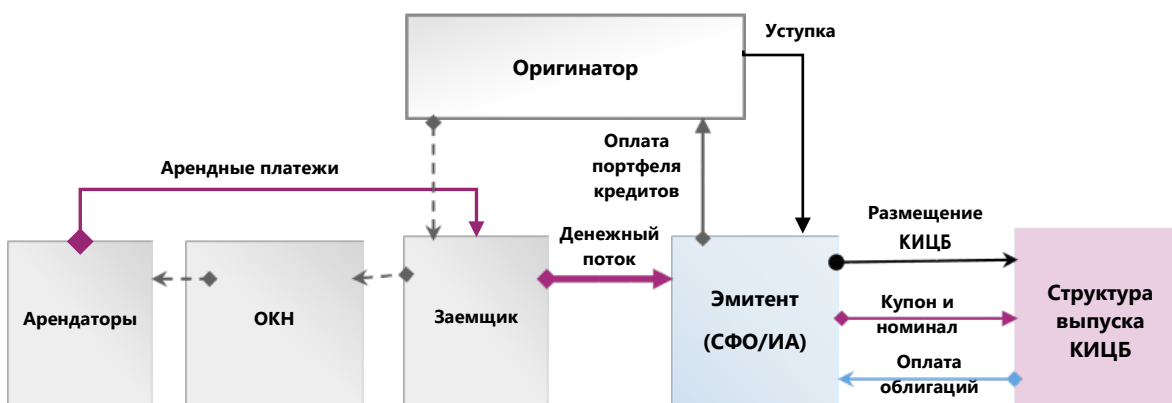 Уступка
Оригинатор
Оплата
портфеля
кредитов
Арендные платежи
Размещение
КИЦБ
Денежный
поток
Арендаторы
ОКН
Заемщик
Эмитент
(СФО/ИА)
Купон и
номинал
Структура
выпуска
КИЦБ
Оплата
облигаций